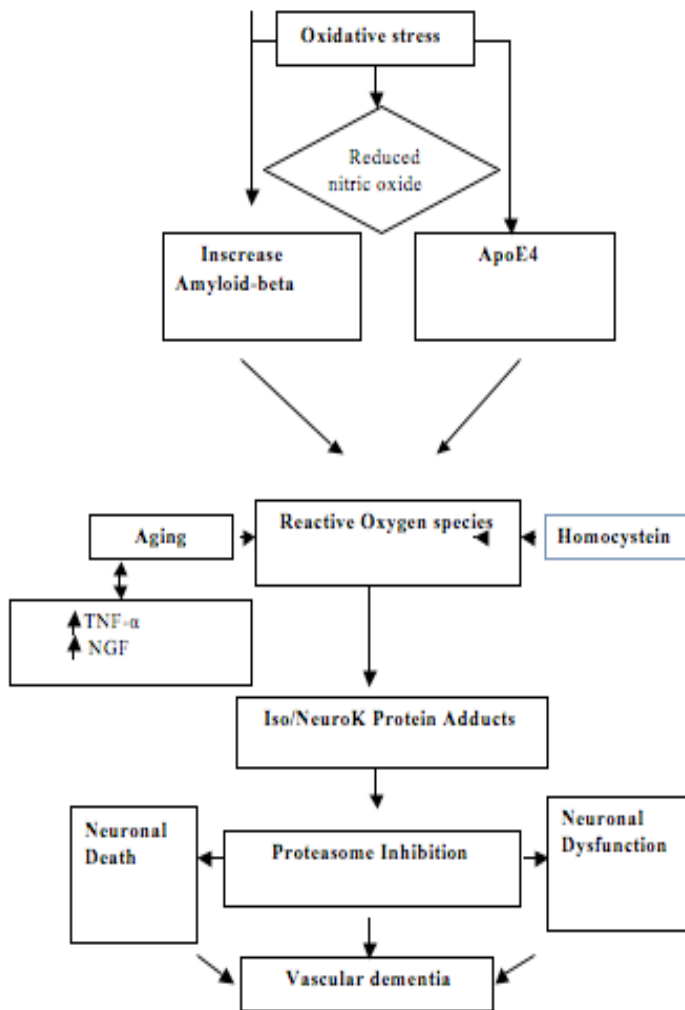 Oxidative stress
Reduced
nitric oxide
Inscrease
Amyloid-beta
ApoE4
Reactive Oxygen species
Aging
Homocystein
TNF-α
NGF
Iso/NeuroK Protein Adducts
Neuronal
Death
Proteasome Inhibition
Neuronal
Dysfunction
Vascular dementia